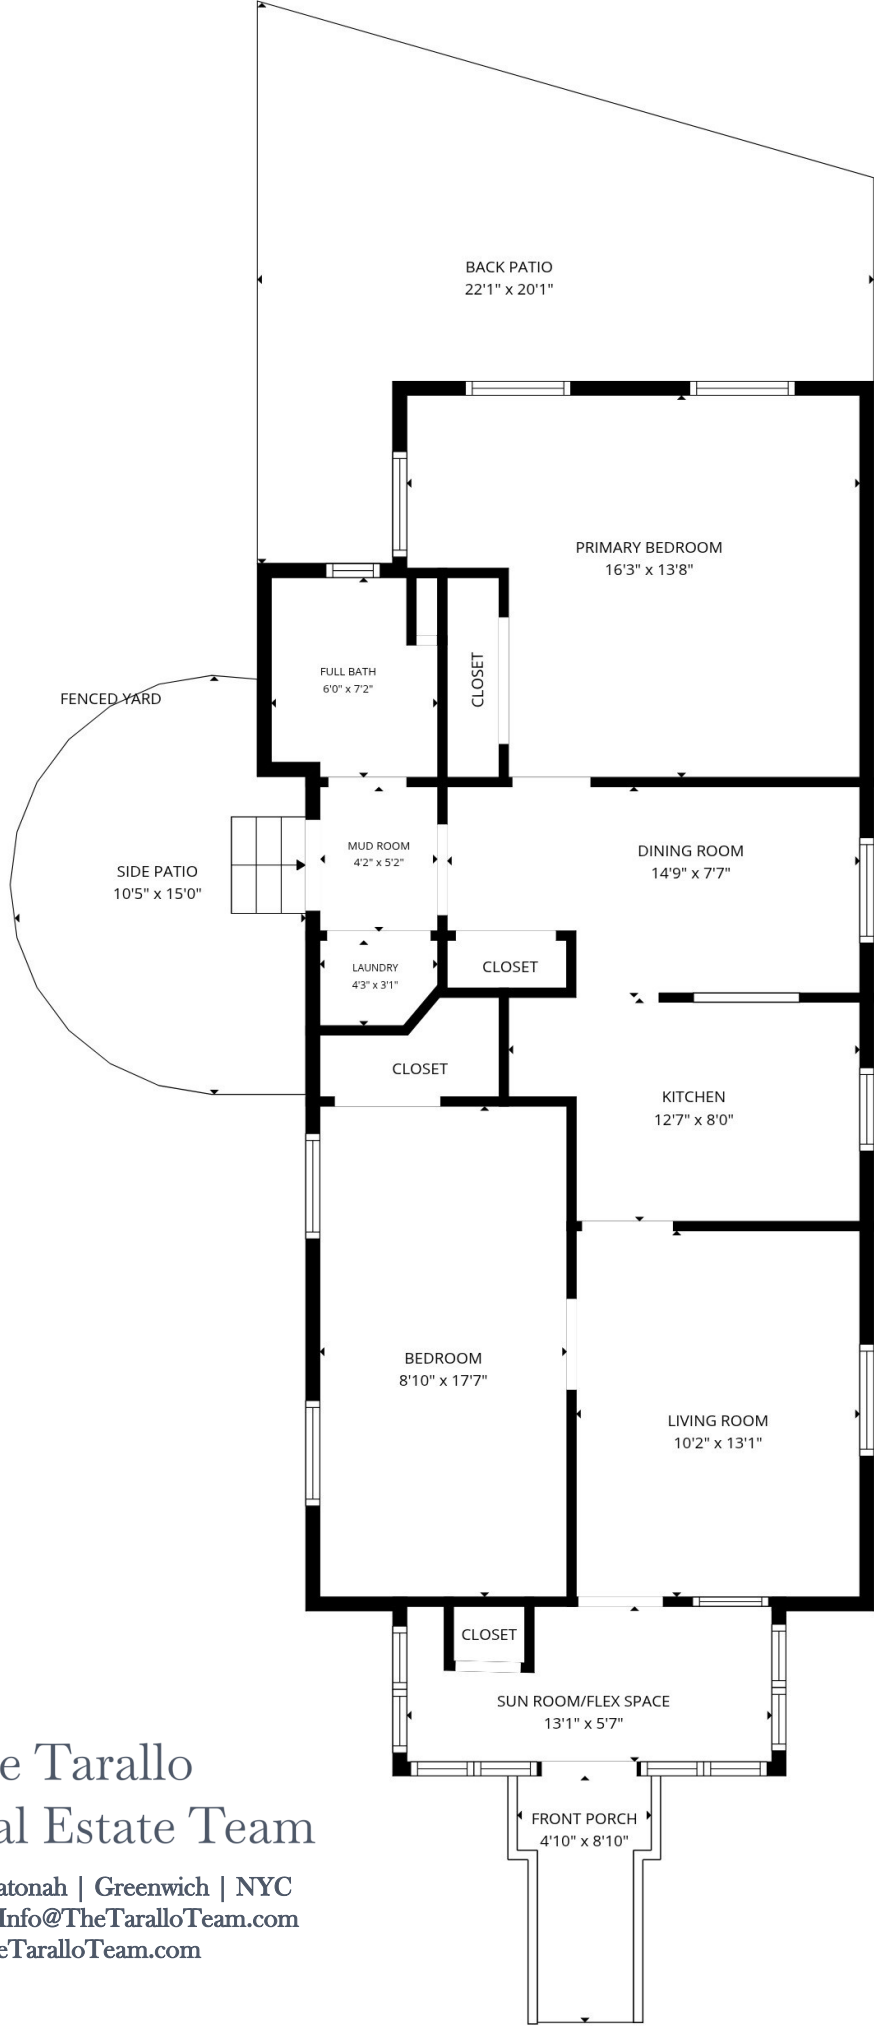 BACK PATIO
22'1" x 20'1"
PRIMARY BEDROOM
16'3" x 13'8"
FULL BATH
6'0" x 7'2"
CLOSET
FENCED YARD
MUD ROOM
4'2" x 5'2"
DINING ROOM
14'9" x 7'7"
SIDE PATIO
10'5" x 15'0"
LAUNDRY
4'3" x 3'1"
CLOSET
CLOSET
KITCHEN
12'7" x 8'0"
BEDROOM
8'10" x 17'7"
LIVING ROOM
10'2" x 13'1"
CLOSET
SUN ROOM/FLEX SPACE
13'1" x 5'7"
FRONT PORCH
4'10" x 8'10"
e Tarallo
al Estate Team
atonah | Greenwich | NYC
Info@TheTaralloTeam.com
eTaralloTeam.com